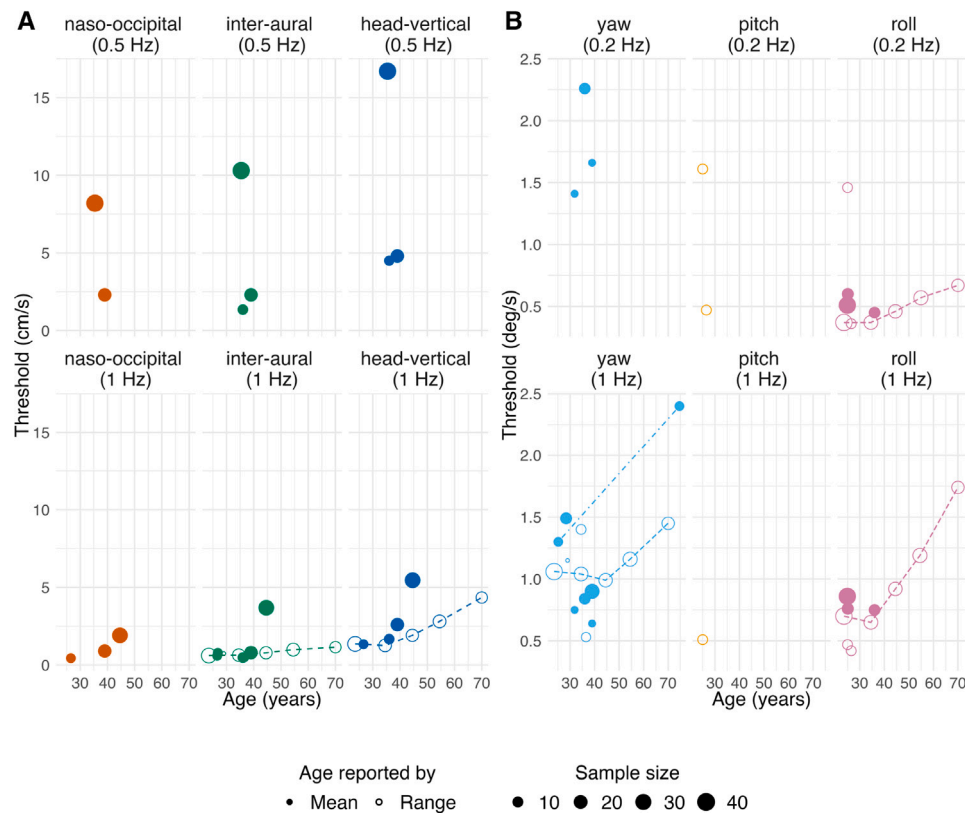 A
naso-occipital
(0.5 Hz)
inter-aural
(0.5 Hz)
head-vertical
(0.5 Hz)
15
10
5
0
naso-occipital
(1 Hz)
inter-aural
(1 Hz)
head-vertical
(1 Hz)
15
10
5
0
Threshold (cm/s)
30 40 50 60 70 30 40 50 60 70 30 40 50 60 70
Age (years)
B
yaw
(0.2 Hz)
pitch
(0.2 Hz)
roll
(0.2 Hz)
2.5
2.0
1.5
1.0
0.5
yaw
(1 Hz)
pitch
(1 Hz)
roll
(1 Hz)
2.5
2.0
1.5
1.0
0.5
Threshold (deg/s)
30 40 50 60 70 30 40 50 60 70 30 40 50 60 70
Age (years)
Age reported by
Mean Range
Sample size
10 20 30 40